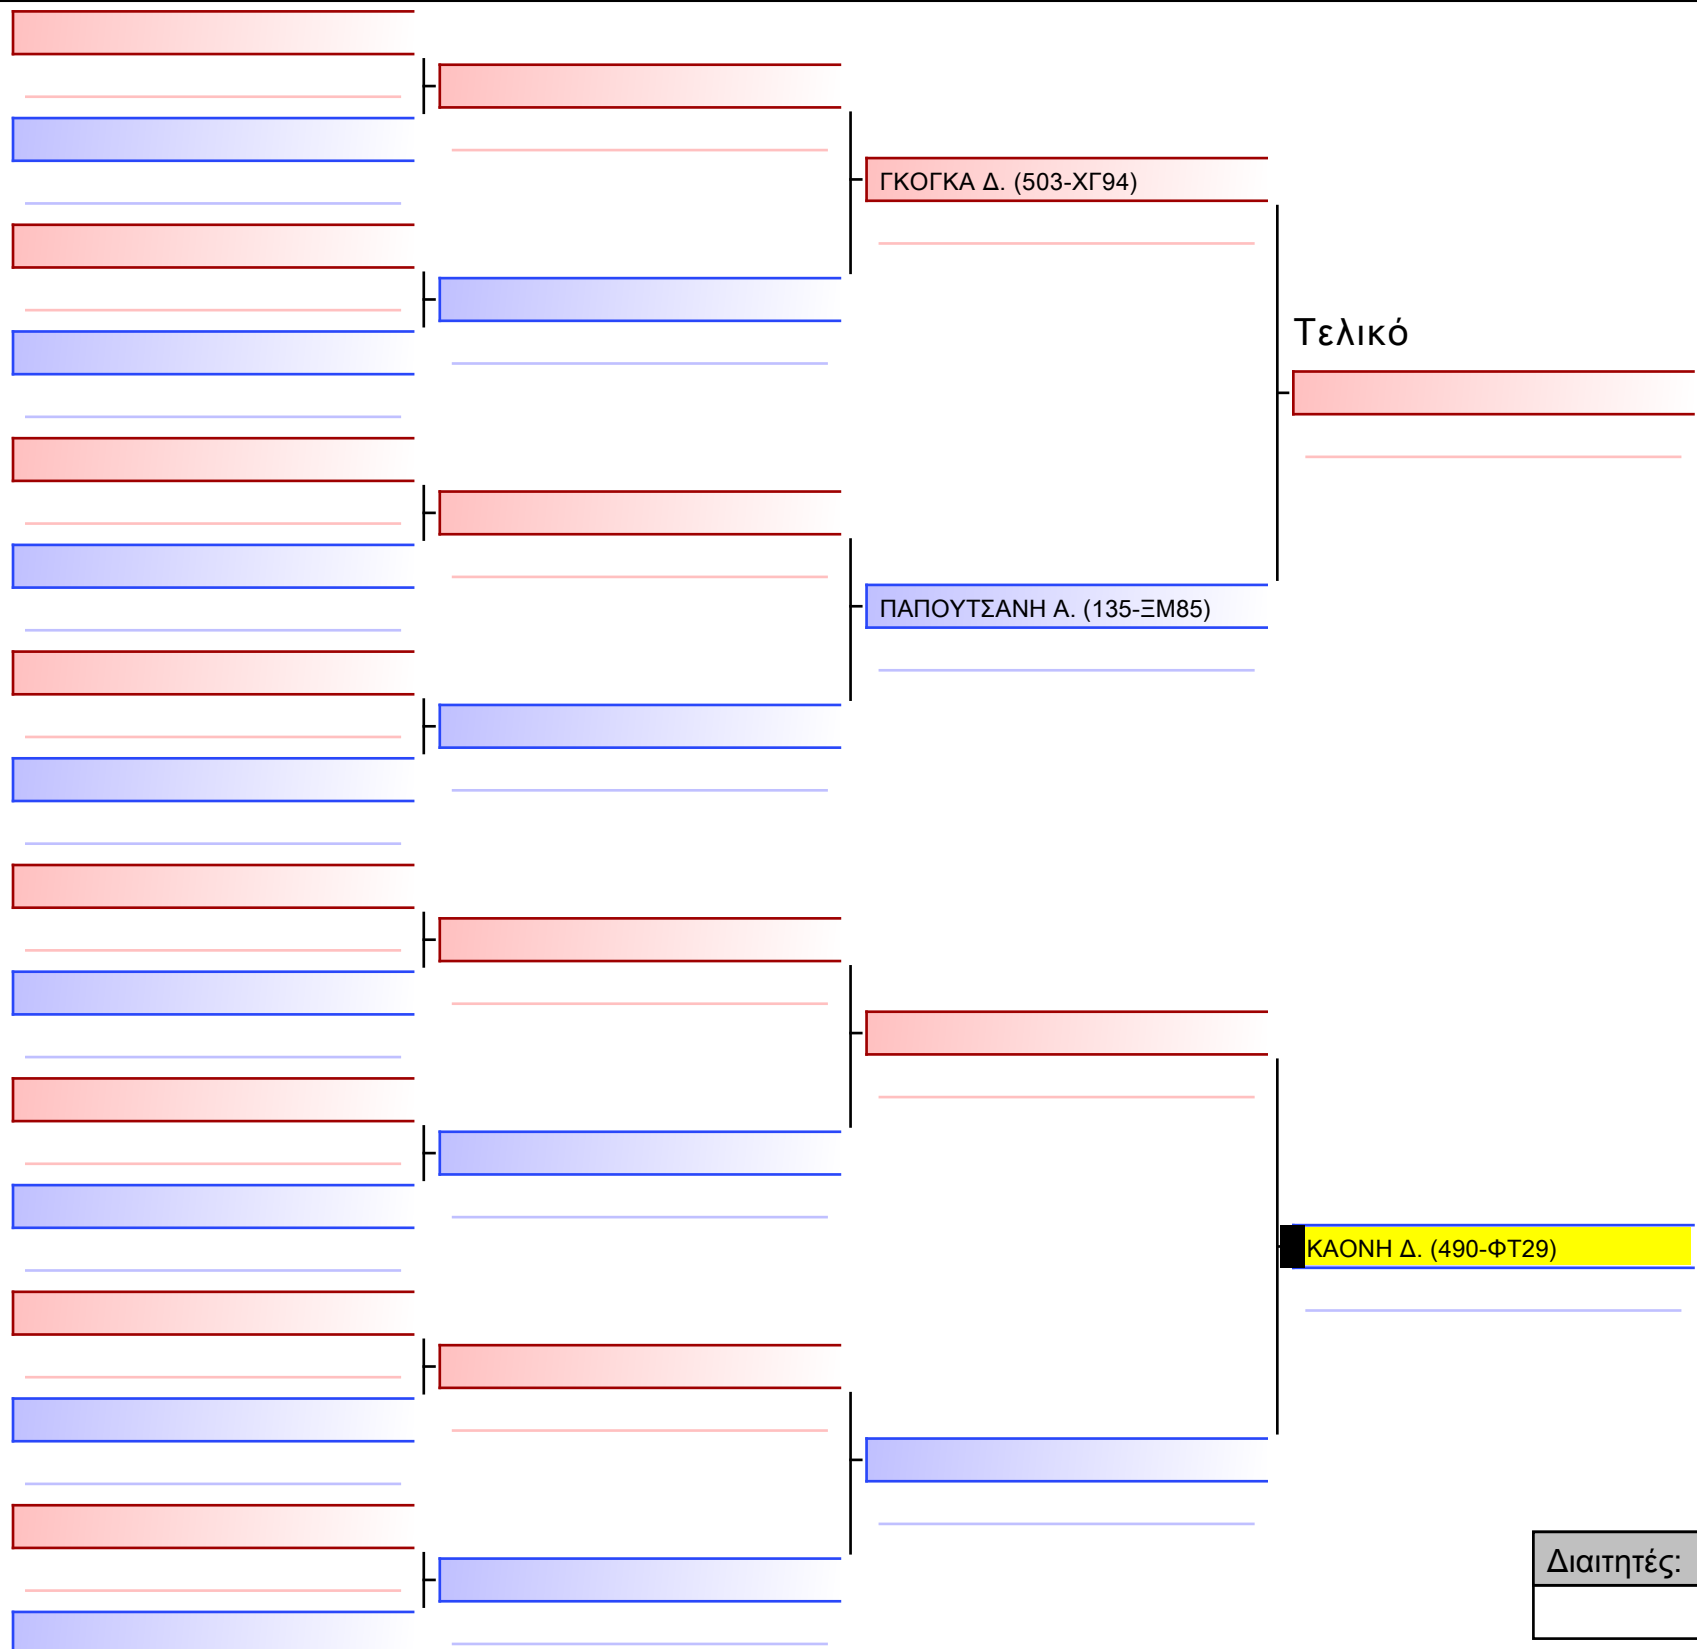 ΓΚΟΓΚΑ Δ. (503-ΧΓ94)
Τελικό
ΠΑΠΟΥΤΣΑΝΗ Α. (135-ΞΜ85)
ΚΑΟΝΗ Δ. (490-ΦΤ29)
Διαιτητές: